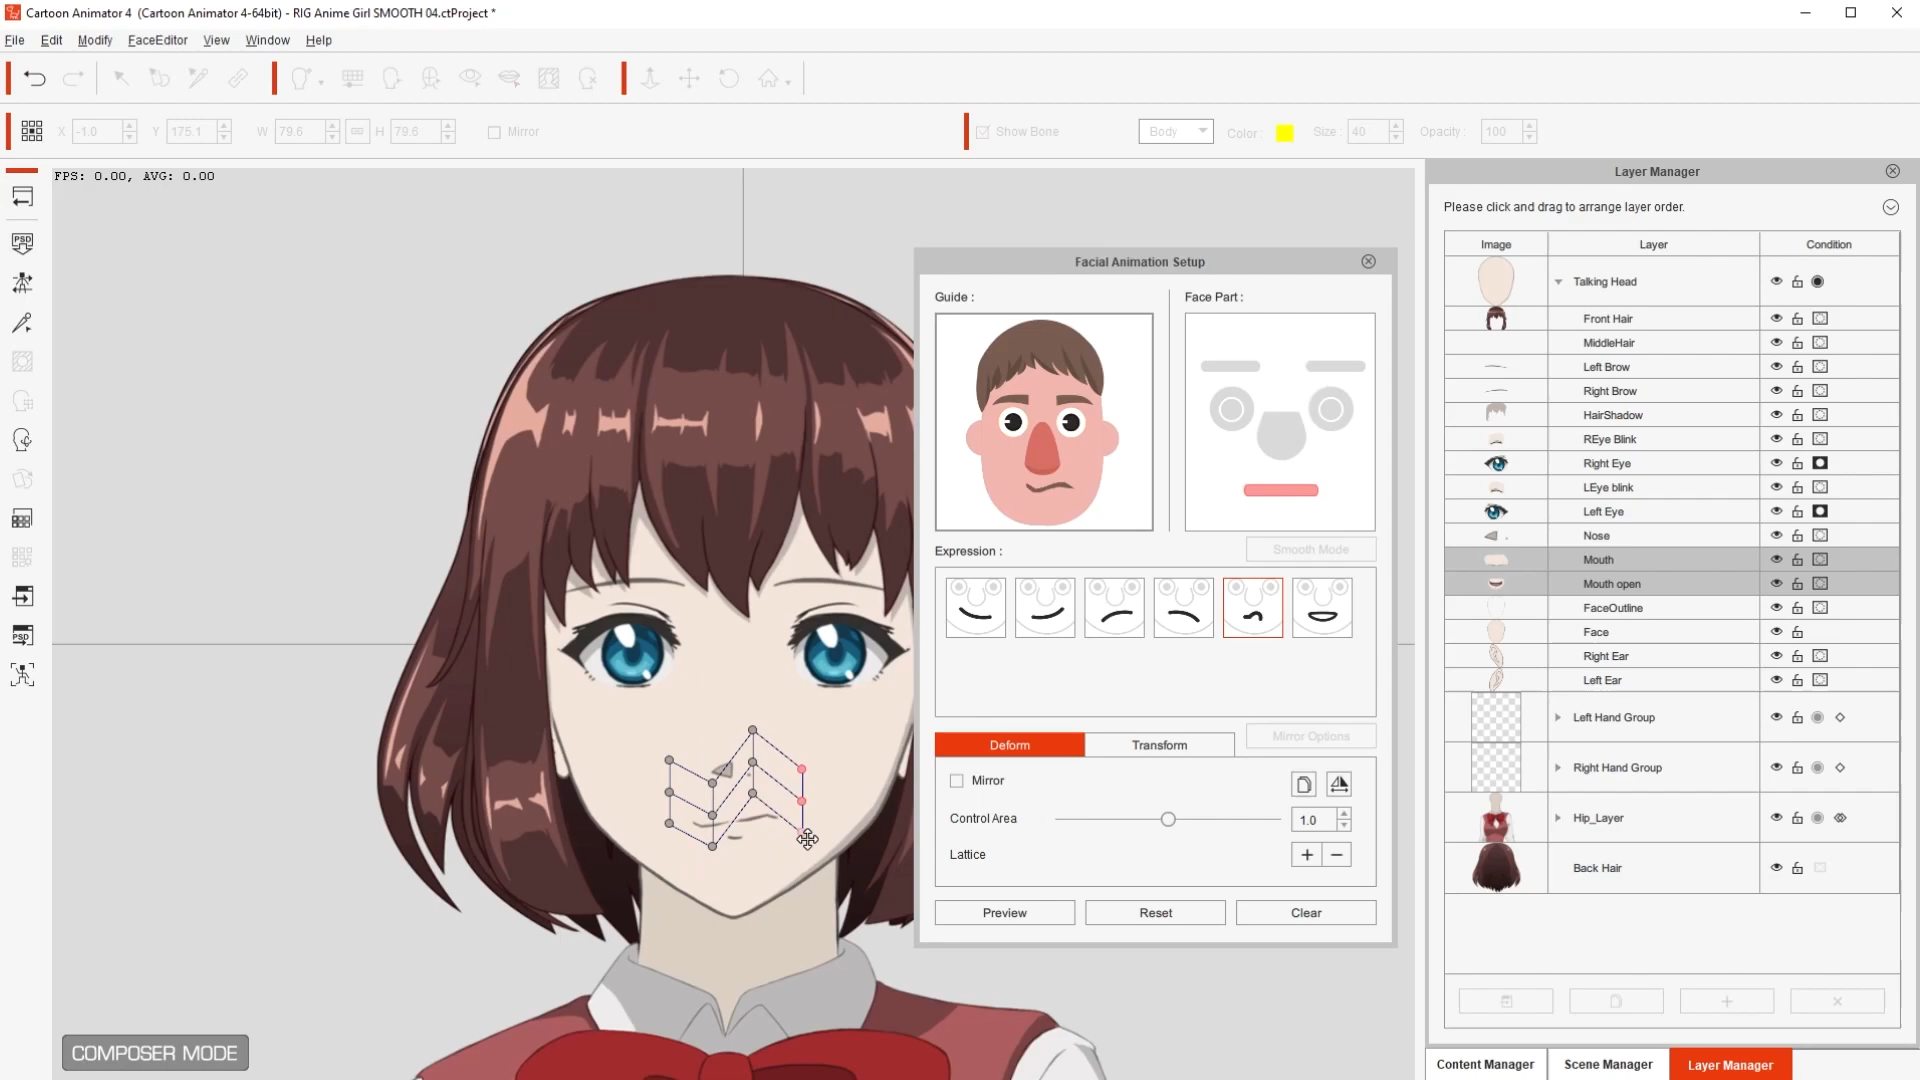 Cartoon Animator 4  (Cartoon Animator 4-64bit) - RIG Anime Girl SMOOTH 04.ctProject *
File Edit Modify FaceEditor View Window Help
X -1.0 Y 175.1 W 79.6 H 79.6 Mirror Show Bone Body Color : Size : 40 Opacity : 100
FPS: 0.00, AVG: 0.00
PSD
PSD
COMPOSER MODE
Facial Animation Setup
Guide : Face Part :
Expression : Smooth Mode
Deform Transform Mirror Options
Mirror
Control Area 1.0
Lattice + −
Preview Reset Clear
Layer Manager
Please click and drag to arrange layer order.
Image Layer Condition
Talking Head
Front Hair
MiddleHair
Left Brow
Right Brow
HairShadow
REye Blink
Right Eye
LEye blink
Left Eye
Nose
Mouth
Mouth open
FaceOutline
Face
Right Ear
Left Ear
Left Hand Group
Right Hand Group
Hip_Layer
Back Hair
Content Manager Scene Manager Layer Manager